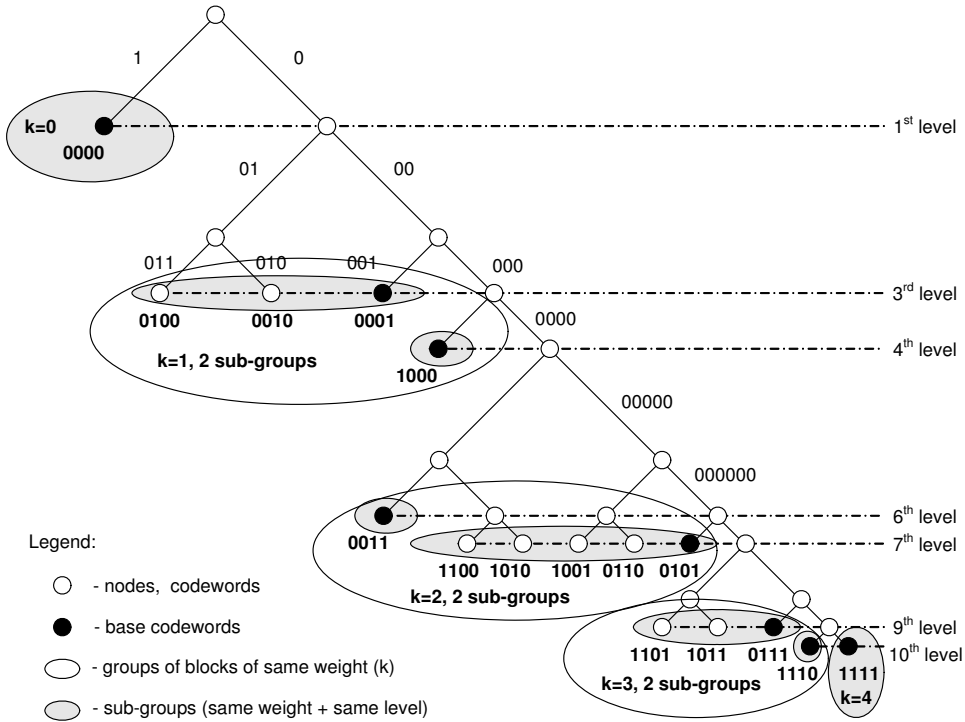 1 0
k=0
0000
1st level
01 00
011 010 001 000
3rd level
0100 0010 0001
0000
4th level
k=1, 2 sub-groups
1000
00000
000000
6th level
0011
7th level
1100 1010 1001 0110 0101
k=2, 2 sub-groups
9th level
1101 1011 0111
10th level
1110 1111
k=3, 2 sub-groups
k=4
Legend:
- nodes, codewords
- base codewords
- groups of blocks of same weight (k)
- sub-groups (same weight + same level)